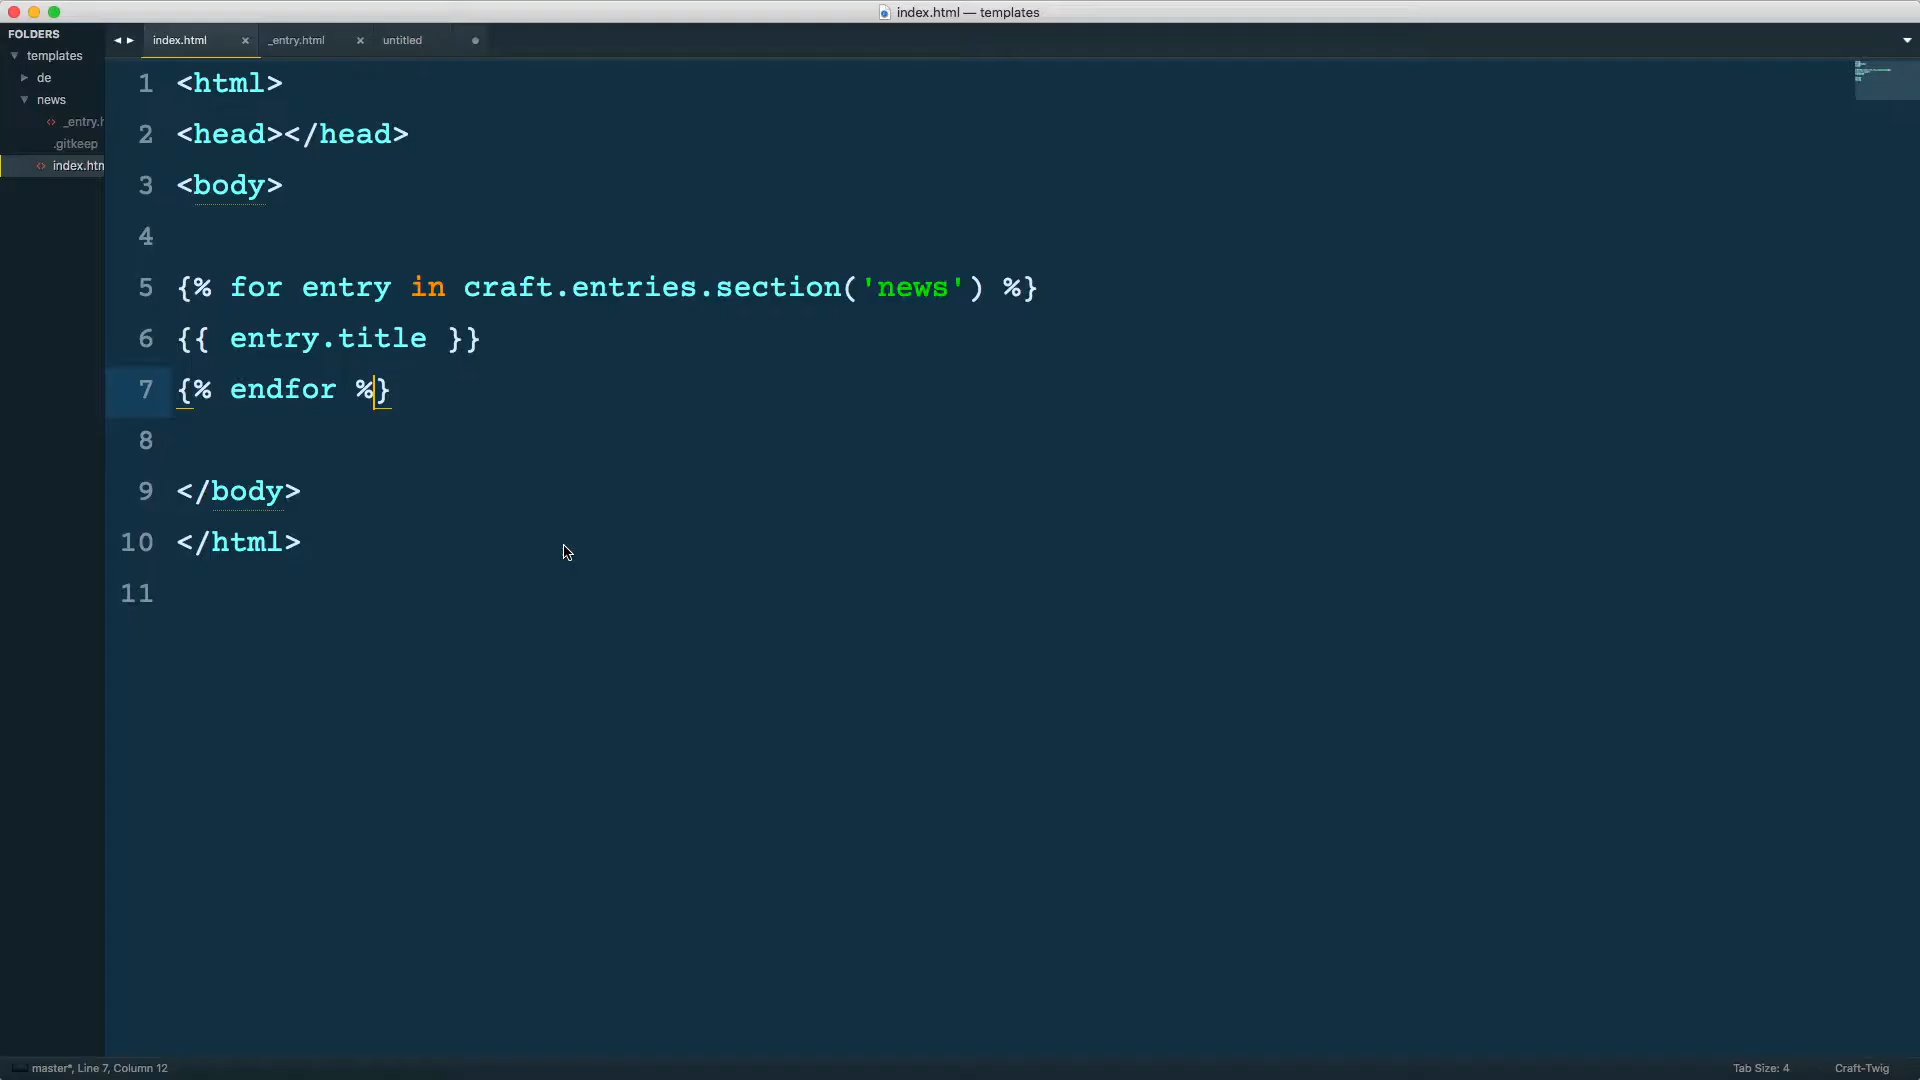 index.html — templates
FOLDERS
templates
de
news
_entry.h
.gitkeep
index.htm
index.html
_entry.html
untitled
1 <html>
2 <head></head>
3 <body>
4
5 {% for entry in craft.entries.section('news') %}
6 {{ entry.title }}
7 {% endfor %}
8
9 </body>
10 </html>
11
master*, Line 7, Column 12
Tab Size: 4
Craft-Twig